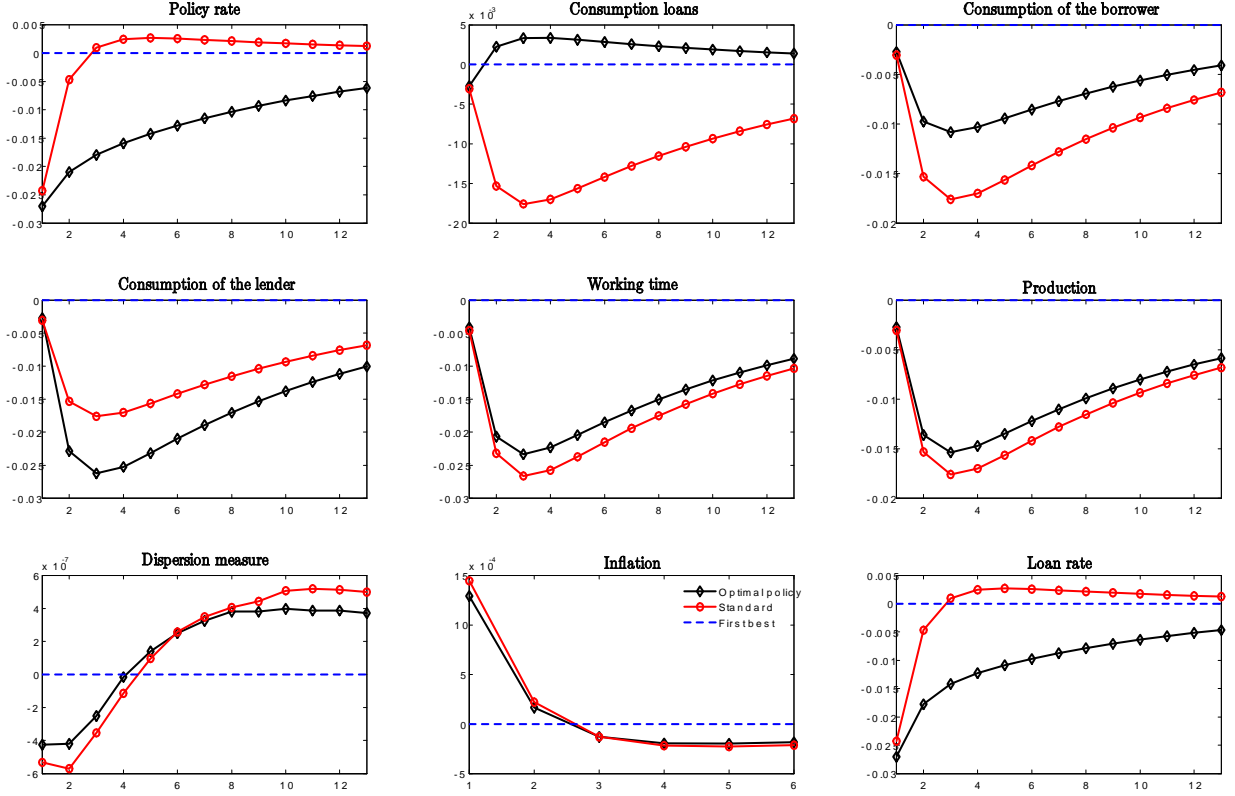 Policy rate
0.005
0
-0.005
-0.01
-0.015
-0.02
-0.025
-0.03
2 4 6 8 10 12
Consumption loans
x 10^-3
5
0
-5
-10
-15
-20
2 4 6 8 10 12
Consumption of the borrower
0
-0.005
-0.01
-0.015
-0.02
2 4 6 8 10 12
Consumption of the lender
0
-0.005
-0.01
-0.015
-0.02
-0.025
-0.03
2 4 6 8 10 12
Working time
0
-0.005
-0.01
-0.015
-0.02
-0.025
-0.03
2 4 6 8 10 12
Production
0
-0.005
-0.01
-0.015
-0.02
2 4 6 8 10 12
Dispersion measure
x 10^-7
6
4
2
0
-2
-4
-6
2 4 6 8 10 12
Inflation
x 10^-4
15
10
5
0
-5
1 2 3 4 5 6
Optimal policy
Standard
First best
Loan rate
0.005
0
-0.005
-0.01
-0.015
-0.02
-0.025
-0.03
2 4 6 8 10 12